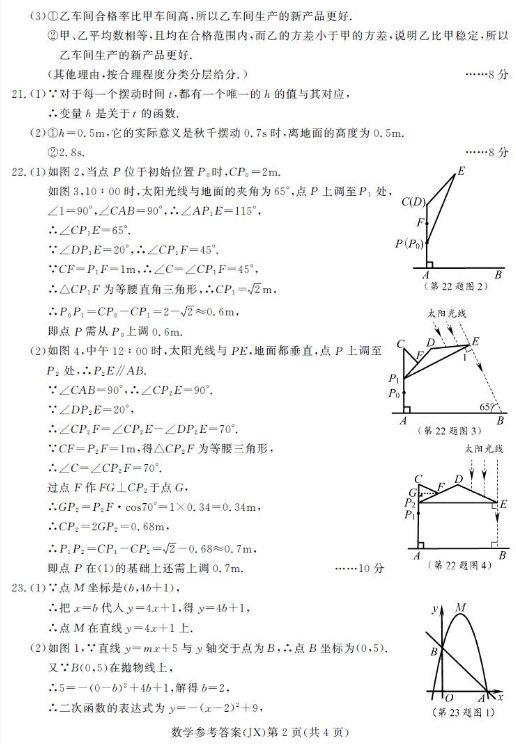 (3)①乙车间合格率比甲车间高,所以乙车间生产的新产品更好.
②甲、乙平均数相等,且均在合格范围内,而乙的方差小于甲的方差,说明乙比甲稳定,所以
乙车间生产的新产品更好.
(其他理由,按合理程度分类分层给分.) ……8分
21.(1)∵对于每一个摆动时间t,都有一个唯一的h的值与其对应,
∴变量h是关于t的函数.
(2)①h=0.5m,它的实际意义是秋千摆动0.7s时,离地面的高度为0.5m.
②2.8s. ……8分
22.(1)如图2,当点P位于初始位置P₀时,CP₀=2m.
如图3,10:00时,太阳光线与地面的夹角为65°,点P上调至P₁处,
∠1=90°,∠CAB=90°,∴∠AP₁E=115°,
∴∠CP₁E=65°.
∵∠DP₁E=20°,∴∠CP₁F=45°.
∵CF=P₁F=1m,∴∠C=∠CP₁F=45°,
∴△CP₁F为等腰直角三角形,∴CP₁=√2m,
∴P₀P₁=CP₀-CP₁=2-√2≈0.6m,
即点P需从P₀上调0.6m.
(2)如图4,中午12:00时,太阳光线与PE,地面都垂直,点P上调至
P₂处,∴P₂E∥AB.
∵∠CAB=90°,∴∠CP₂E=90°.
∵∠DP₂E=20°,
∴∠CP₂F=∠CP₂E-∠DP₂E=70°.
∵CF=P₂F=1m,得△CP₂F为等腰三角形,
∴∠C=∠CP₂F=70°.
过点F作FG⊥CP₂于点G,
∴GP₂=P₂F·cos70°=1×0.34=0.34m,
∴CP₂=2GP₂=0.68m,
∴P₁P₂=CP₁-CP₂=√2-0.68≈0.7m,
即点P在(1)的基础上还需上调0.7m. ……10分
23.(1)∵点M坐标是(b,4b+1),
∴把x=b代入y=4x+1,得y=4b+1,
∴点M在直线y=4x+1上.
(2)如图1,∵直线y=mx+5与y轴交于点为B,∴点B坐标为(0,5).
又∵B(0,5)在抛物线上,
∴5=-(0-b)²+4b+1,解得b=2,
∴二次函数的表达式为y=-(x-2)²+9,
E
C(D)
F
P(P₀)
A B
(第22题图2)
太阳光线
C D E
F 1
P₁
P₀
65°
A B
(第22题图3)
太阳光线
C D
G F
P₂ E
P₁
A B
(第22题图4)
y M
B
O A x
(第23题图1)
数学参考答案(JX)第2页(共4页)